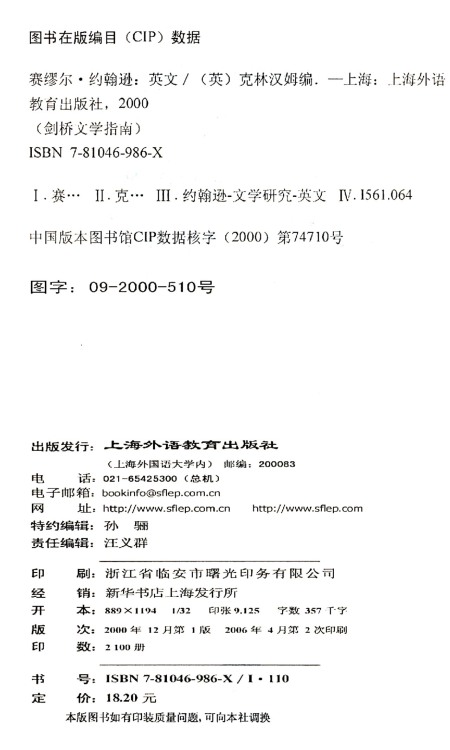 图书在版编目（CIP）数据
赛缪尔·约翰逊：英文／（英）克林汉姆编．—上海：上海外语
教育出版社，2000
（剑桥文学指南）
ISBN 7-81046-986-X
Ⅰ.赛… Ⅱ.克… Ⅲ.约翰逊-文学研究-英文 Ⅳ.I561.064
中国版本图书馆CIP数据核字（2000）第74710号
图字：09-2000-510号
出版发行：上海外语教育出版社
（上海外国语大学内） 邮编：200083
电 话：021-65425300（总机）
电子邮箱：bookinfo@sflep.com.cn
网 址：http://www.sflep.com.cn http://www.sflep.com
特约编辑：孙 骊
责任编辑：汪义群
印 刷：浙江省临安市曙光印务有限公司
经 销：新华书店上海发行所
开 本：889×1194 1/32 印张 9.125 字数 357 千字
版 次：2000 年 12 月第 1 版 2006 年 4 月第 2 次印刷
印 数：2 100 册
书 号：ISBN 7-81046-986-X / I · 110
定 价：18.20 元
本版图书如有印装质量问题，可向本社调换